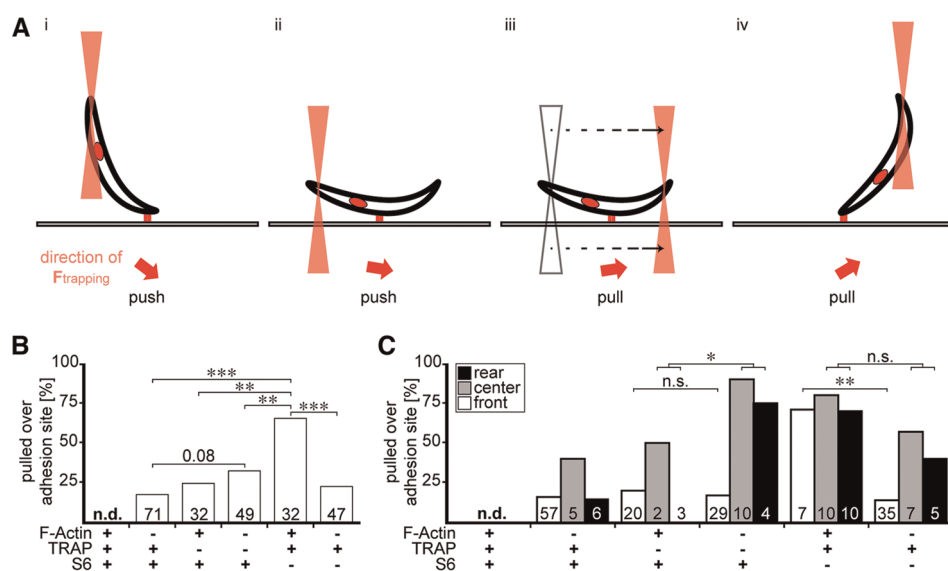 A i ii iii iv
direction of
Ftrapping
push push pull pull
B
100
75
50
25
pulled over
adhesion site [%]
***
**
**
***
0.08
n.d. 71 32 49 32 47
F-Actin + - + - + -
TRAP + + - - + +
S6 + + + + - -
C
100
75
50
25
pulled over
adhesion site [%]
rear
center
front
n.s.
*
**
n.s.
n.d. 57 5 6 20 2 3 29 10 4 7 10 10 35 7 5
F-Actin + - + - + -
TRAP + + - - + +
S6 + + + + - -